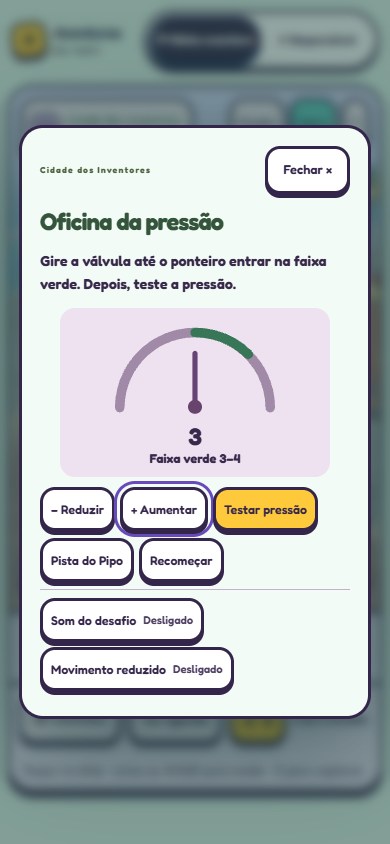 Cidade dos Inventores
Fechar ×
Oficina da pressão
Gire a válvula até o ponteiro entrar na faixa
verde. Depois, teste a pressão.
3
Faixa verde 3–4
− Reduzir
+ Aumentar
Testar pressão
Pista do Pipo
Recomeçar
Som do desafio Desligado
Movimento reduzido Desligado